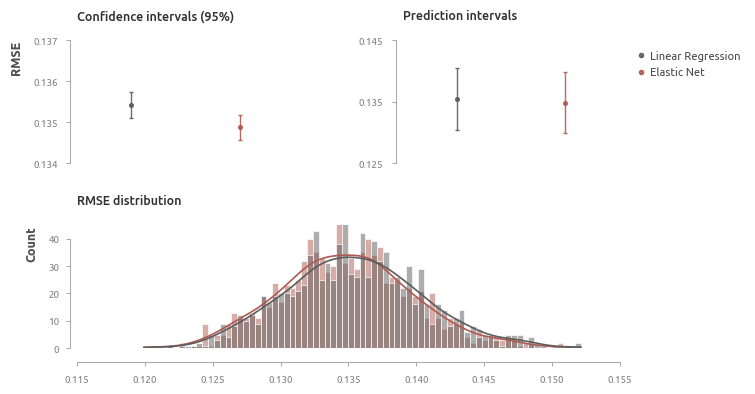 Confidence intervals (95%)
Prediction intervals
RMSE
0.137
0.136
0.135
0.134
0.145
0.135
0.125
Linear Regression
Elastic Net
RMSE distribution
Count
40
30
20
10
0
0.115 0.120 0.125 0.130 0.135 0.140 0.145 0.150 0.155